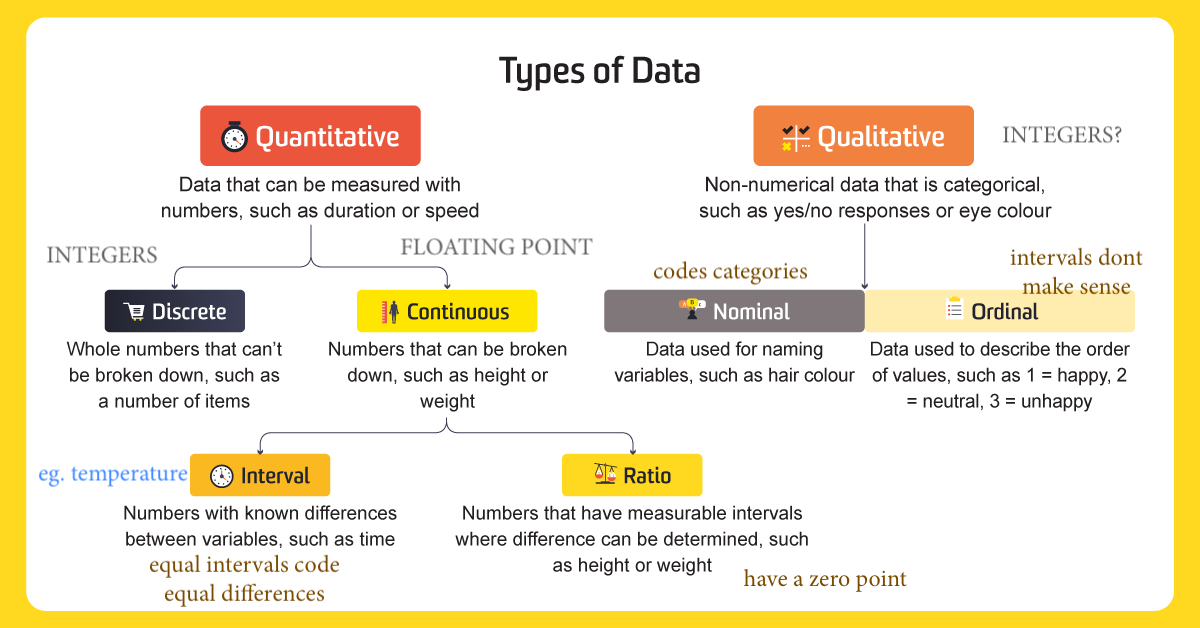 Types of Data
Quantitative
Qualitative
INTEGERS?
Data that can be measured with
numbers, such as duration or speed
Non-numerical data that is categorical,
such as yes/no responses or eye colour
INTEGERS
FLOATING POINT
codes categories
intervals dont
make sense
Discrete
Continuous
A B C
Nominal
Ordinal
Whole numbers that can't
be broken down, such as
a number of items
Numbers that can be broken
down, such as height or
weight
Data used for naming
variables, such as hair colour
Data used to describe the order
of values, such as 1 = happy, 2
= neutral, 3 = unhappy
eg. temperature
Interval
Ratio
Numbers with known differences
between variables, such as time
equal intervals code
equal differences
Numbers that have measurable intervals
where difference can be determined, such
as height or weight
have a zero point